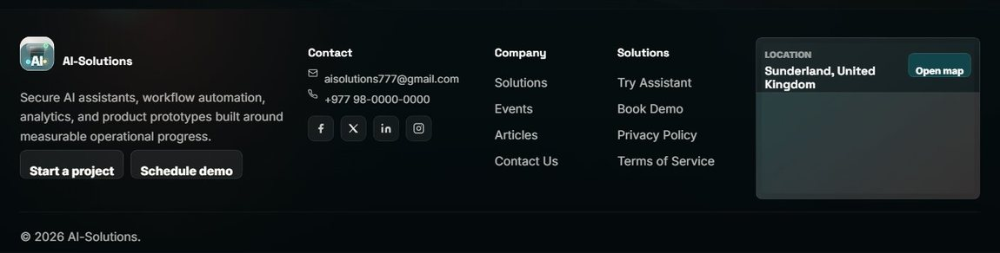 AI
AI-Solutions
Secure AI assistants, workflow automation,
analytics, and product prototypes built around
measurable operational progress.
Start a project
Schedule demo
Contact
aisolutions777@gmail.com
+977 98-0000-0000
Company
Solutions
Events
Articles
Contact Us
Solutions
Try Assistant
Book Demo
Privacy Policy
Terms of Service
LOCATION
Sunderland, United
Kingdom
Open map
© 2026 AI-Solutions.